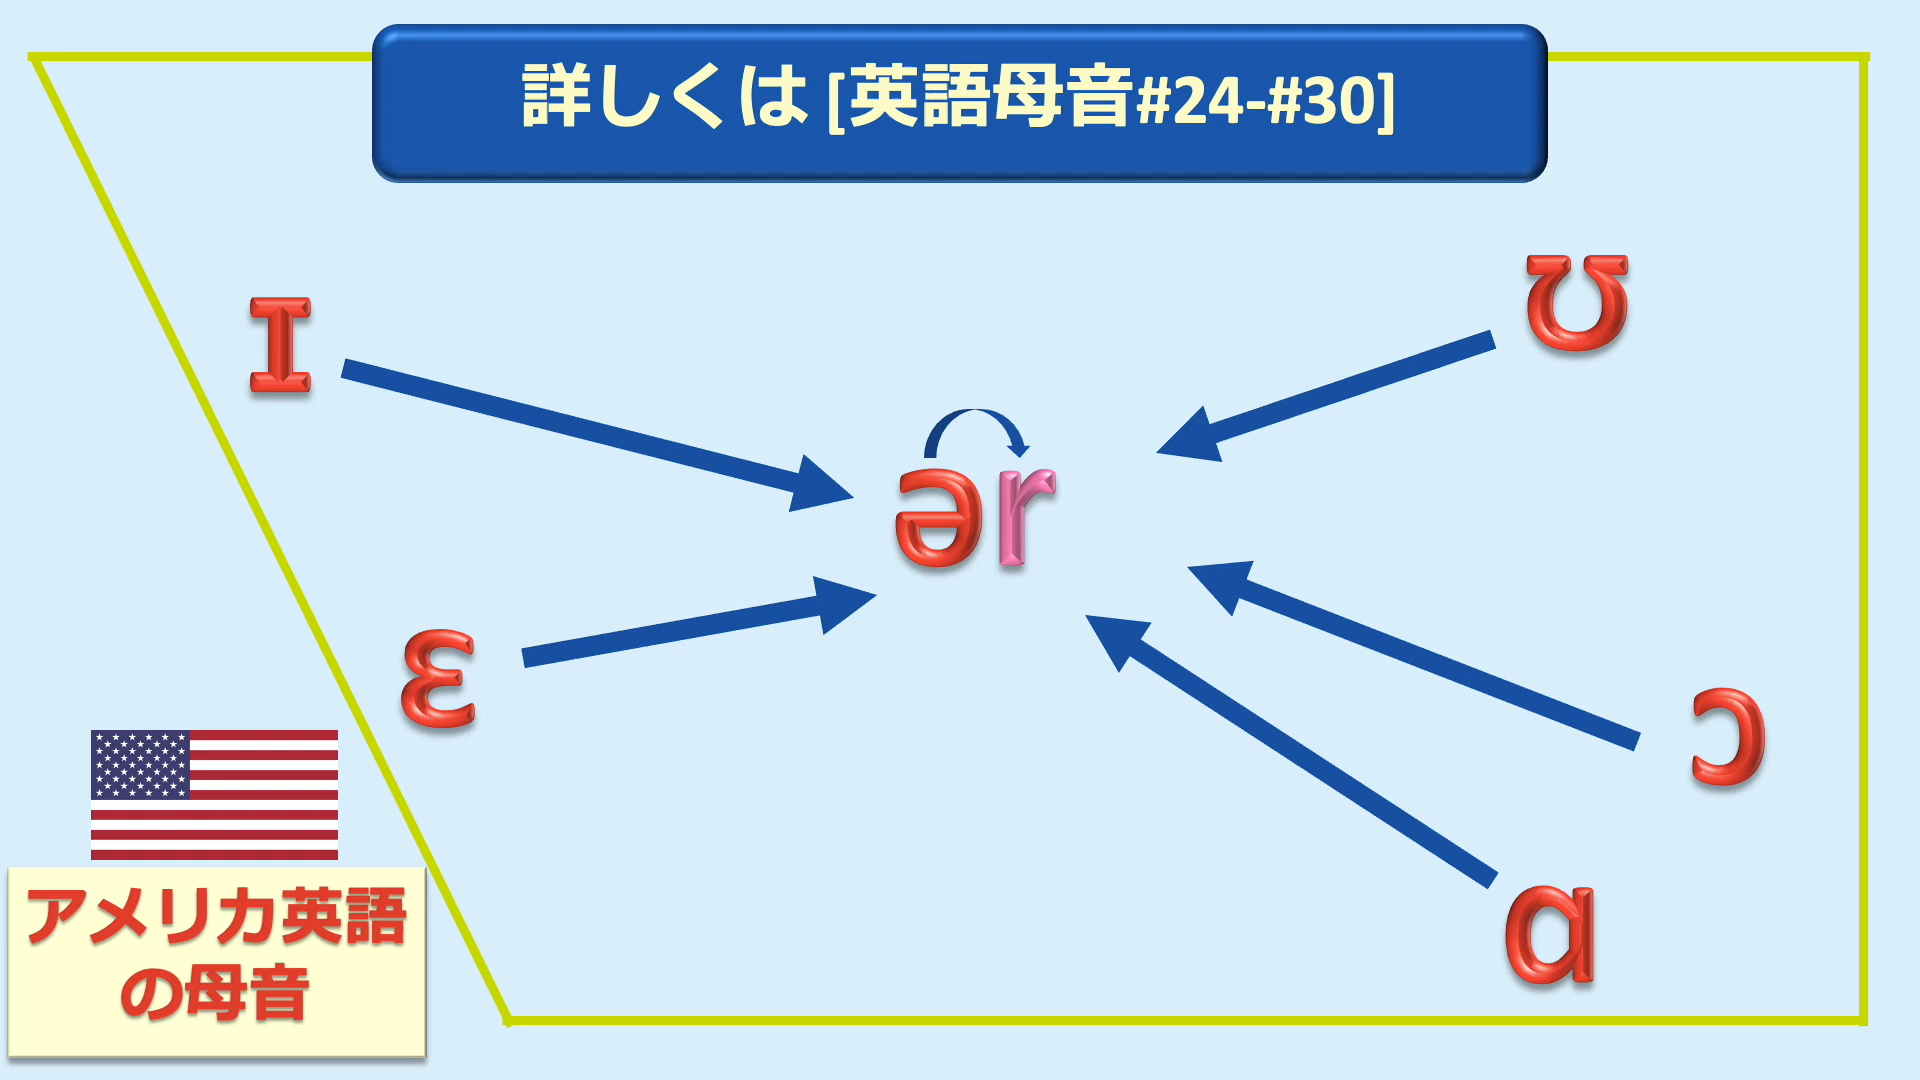 詳しくは [英語母音#24-#30]
ɪ
ʊ
ər
ɛ
ɔ
ɑ
アメリカ英語
の母音